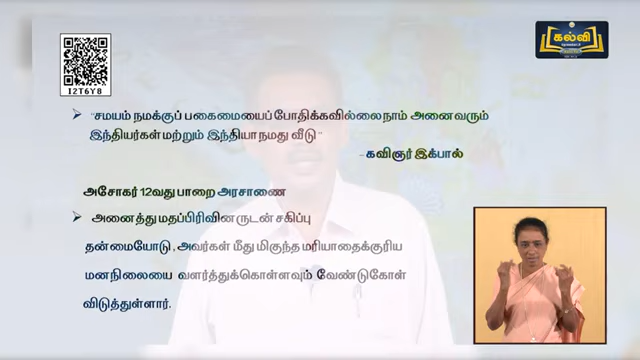 கல்வி
I2T6Y8
"சமயம் நமக்குப் பகைமையைப் போதிக்கவில்லை நாம் அனைவரும்
இந்தியர்கள் மற்றும் இந்தியா நமது வீடு"
– கவிஞர் இக்பால்
அசோகர் 12வது பாறை அரசாணை
அனைத்து மதப்பிரிவினருடன் சகிப்பு
தன்மையோடு, அவர்கள் மீது மிகுந்த மரியாதைக்குரிய
மனநிலையை வளர்த்துக்கொள்ளவும் வேண்டுகோள்
விடுத்துள்ளார்.